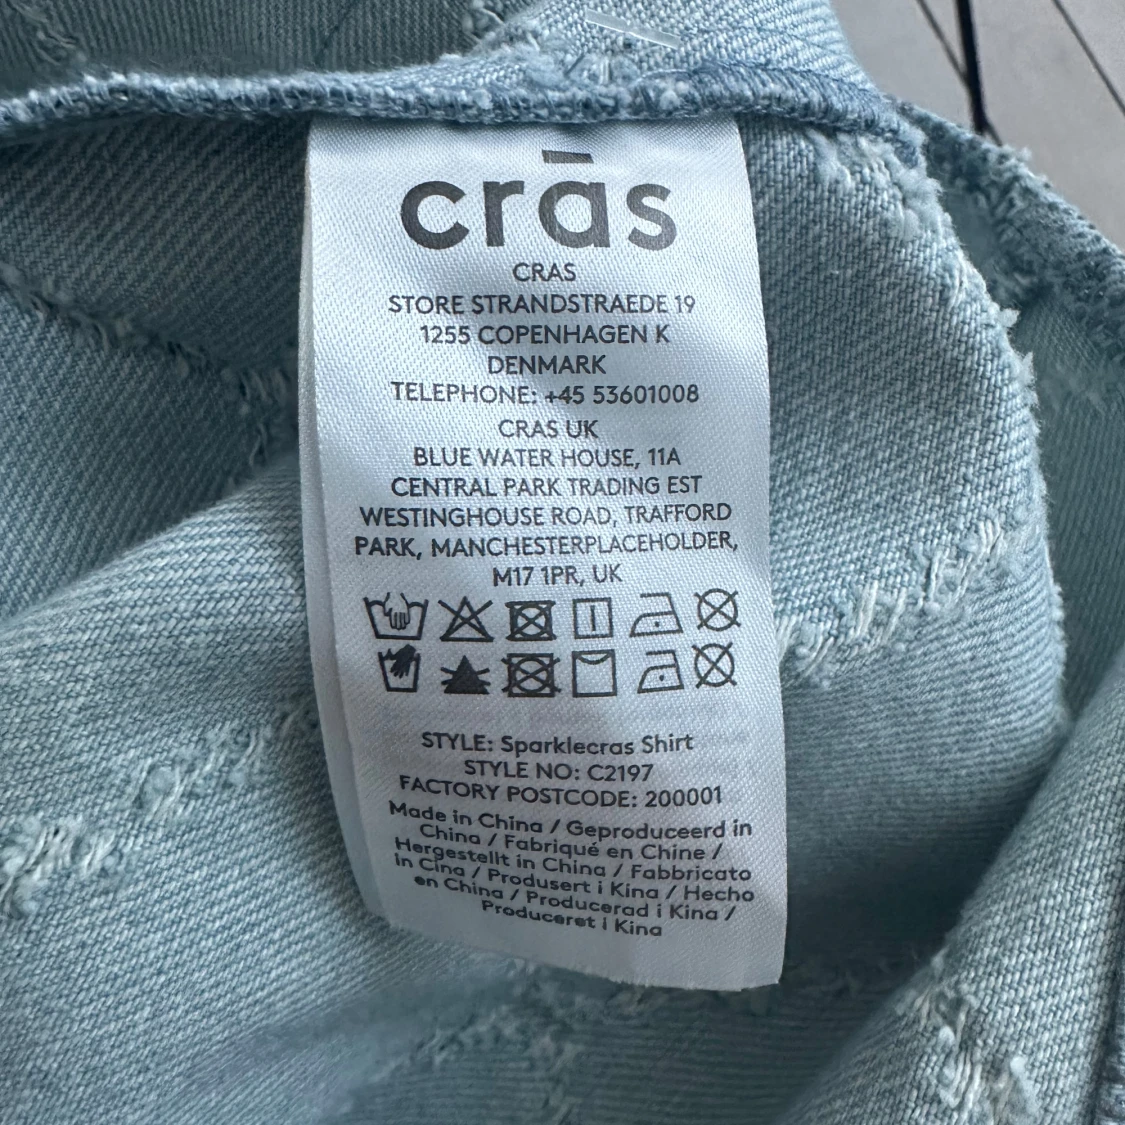 crās
CRAS
STORE STRANDSTRAEDE 19
1255 COPENHAGEN K
DENMARK
TELEPHONE: +45 53601008
CRAS UK
BLUE WATER HOUSE, 11A
CENTRAL PARK TRADING EST
WESTINGHOUSE ROAD, TRAFFORD
PARK, MANCHESTERPLACEHOLDER,
M17 1PR, UK
STYLE: Sparklecras Shirt
STYLE NO: C2197
FACTORY POSTCODE: 200001
Made in China / Geproduceerd in
China / Fabriqué en Chine /
Hergestellt in China / Fabbricato
in Cina / Produsert i Kina / Hecho
en China / Producerad i Kina /
Produceret i Kina